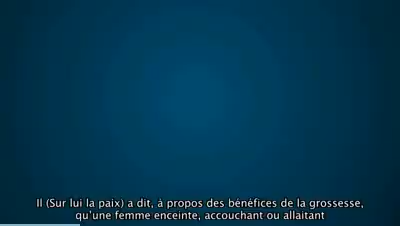 Il (Sur lui la paix) a dit, à propos des bénéfices de la grossesse,
qu'une femme enceinte, accouchant ou allaitant